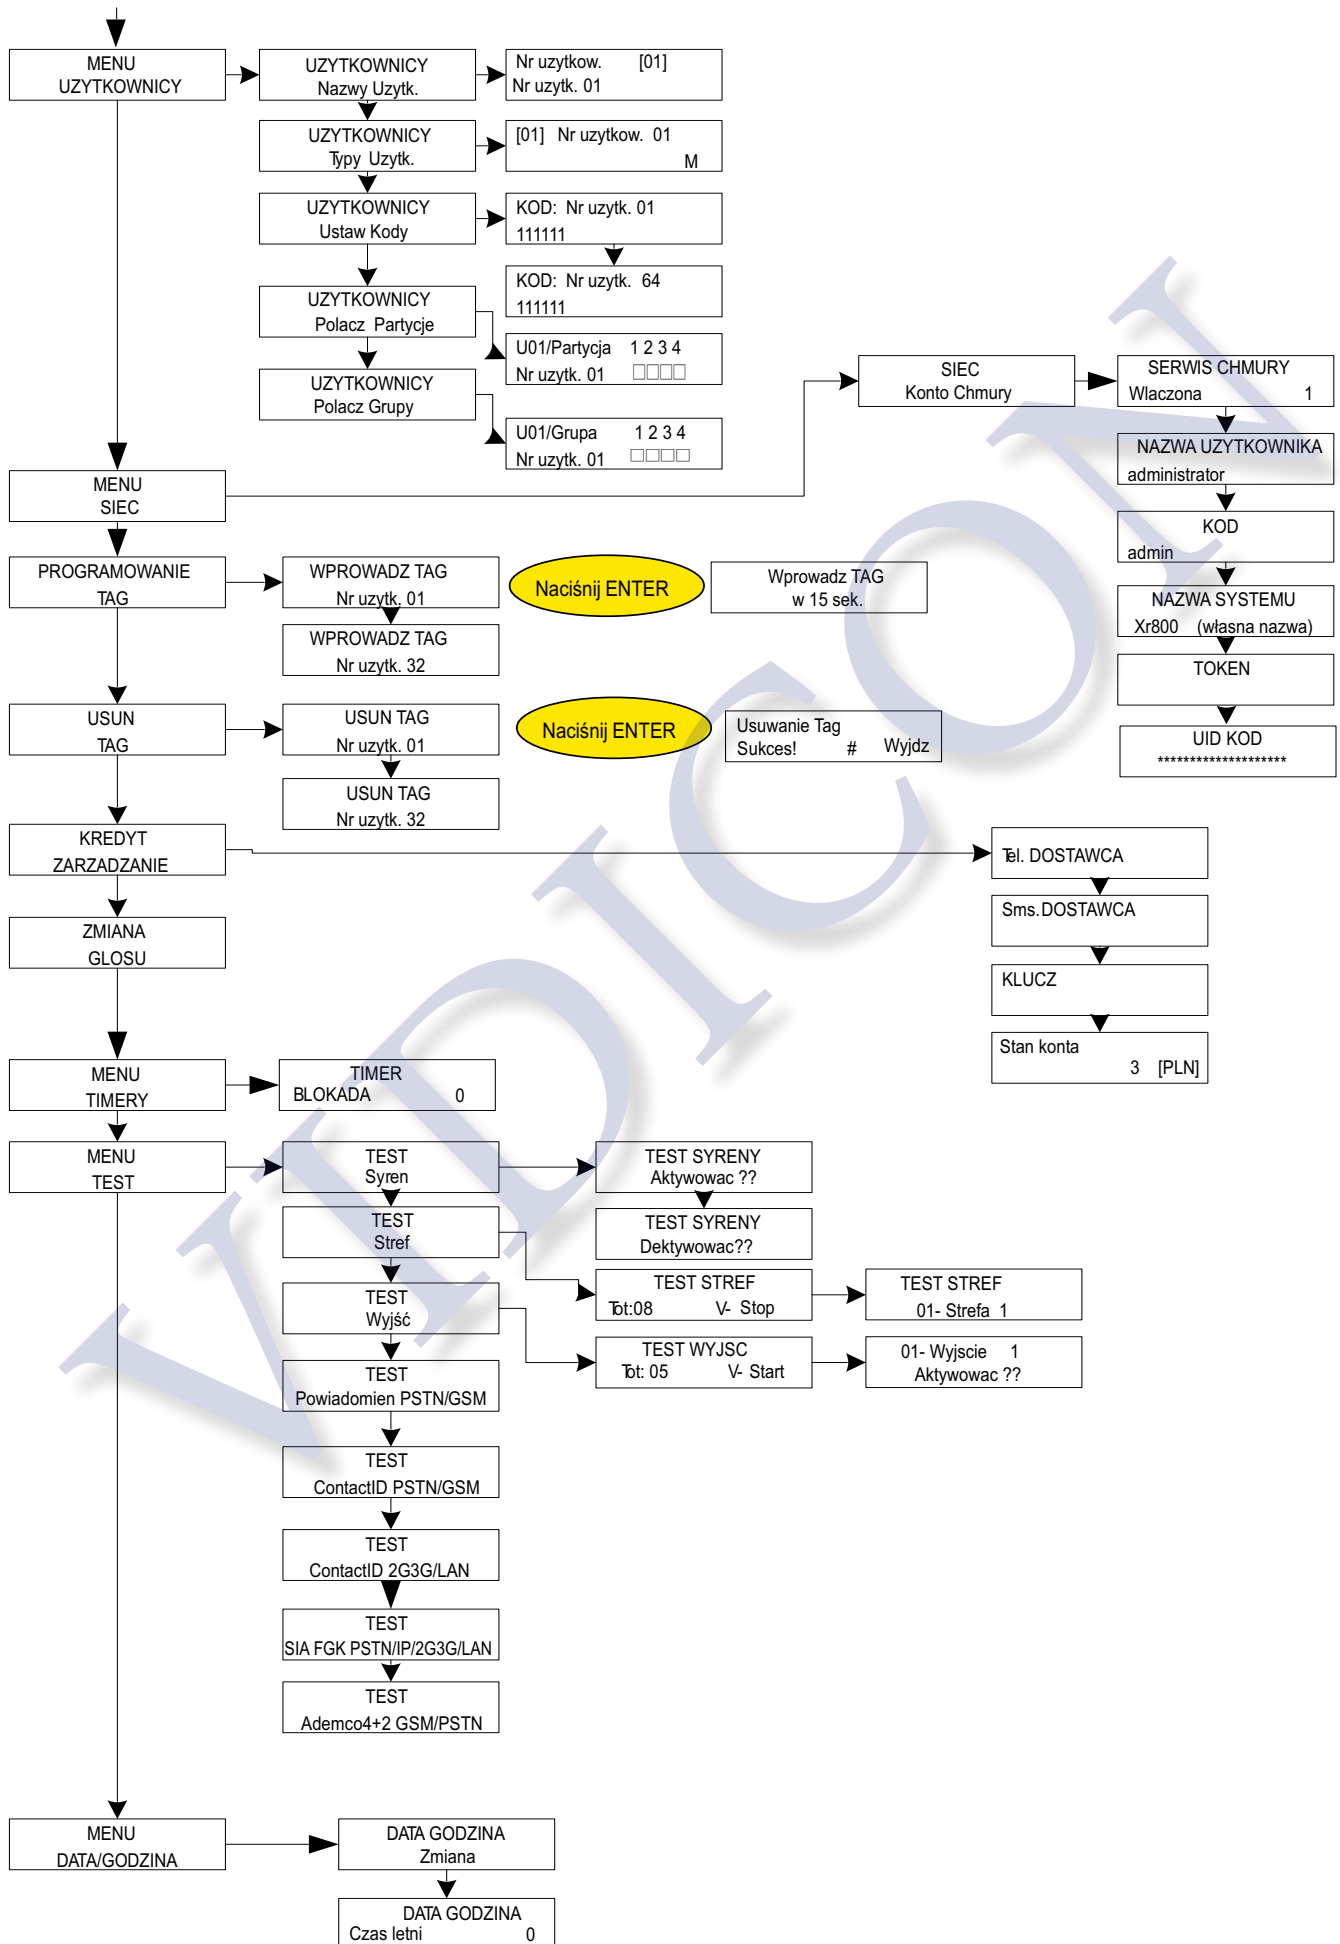 MENU
UZYTKOWNICY
UZYTKOWNICY
Nazwy Uzytk.
Nr uzytkow. [01]
Nr uzytk. 01
UZYTKOWNICY
Typy Uzytk.
[01] Nr uzytkow. 01
M
UZYTKOWNICY
Ustaw Kody
KOD: Nr uzytk. 01
111111
KOD: Nr uzytk. 64
111111
UZYTKOWNICY
Polacz Partycje
U01/Partycja 1 2 3 4
Nr uzytk. 01 □□□□
UZYTKOWNICY
Polacz Grupy
U01/Grupa 1 2 3 4
Nr uzytk. 01 □□□□
MENU
SIEC
SIEC
Konto Chmury
SERWIS CHMURY
Wlaczona 1
NAZWA UZYTKOWNIKA
administrator
KOD
admin
NAZWA SYSTEMU
Xr800 (własna nazwa)
TOKEN
UID KOD
********************
PROGRAMOWANIE
TAG
WPROWADZ TAG
Nr uzytk. 01
WPROWADZ TAG
Nr uzytk. 32
Naciśnij ENTER
Wprowadz TAG
w 15 sek.
USUN
TAG
USUN TAG
Nr uzytk. 01
USUN TAG
Nr uzytk. 32
Naciśnij ENTER
Usuwanie Tag
Sukces! # Wyjdz
KREDYT
ZARZADZANIE
Tel. DOSTAWCA
Sms.DOSTAWCA
KLUCZ
Stan konta
3 [PLN]
ZMIANA
GLOSU
MENU
TIMERY
TIMER
BLOKADA 0
MENU
TEST
TEST
Syren
TEST SYRENY
Aktywowac ??
TEST SYRENY
Dektywowac??
TEST
Stref
TEST STREF
Tot:08 V- Stop
TEST STREF
01- Strefa 1
TEST
Wyjść
TEST WYJSC
Tot: 05 V- Start
01- Wyjscie 1
Aktywowac ??
TEST
Powiadomien PSTN/GSM
TEST
ContactID PSTN/GSM
TEST
ContactID 2G3G/LAN
TEST
SIA FGK PSTN/IP/2G3G/LAN
TEST
Ademco4+2 GSM/PSTN
MENU
DATA/GODZINA
DATA GODZINA
Zmiana
DATA GODZINA
Czas letni 0
VIDICON